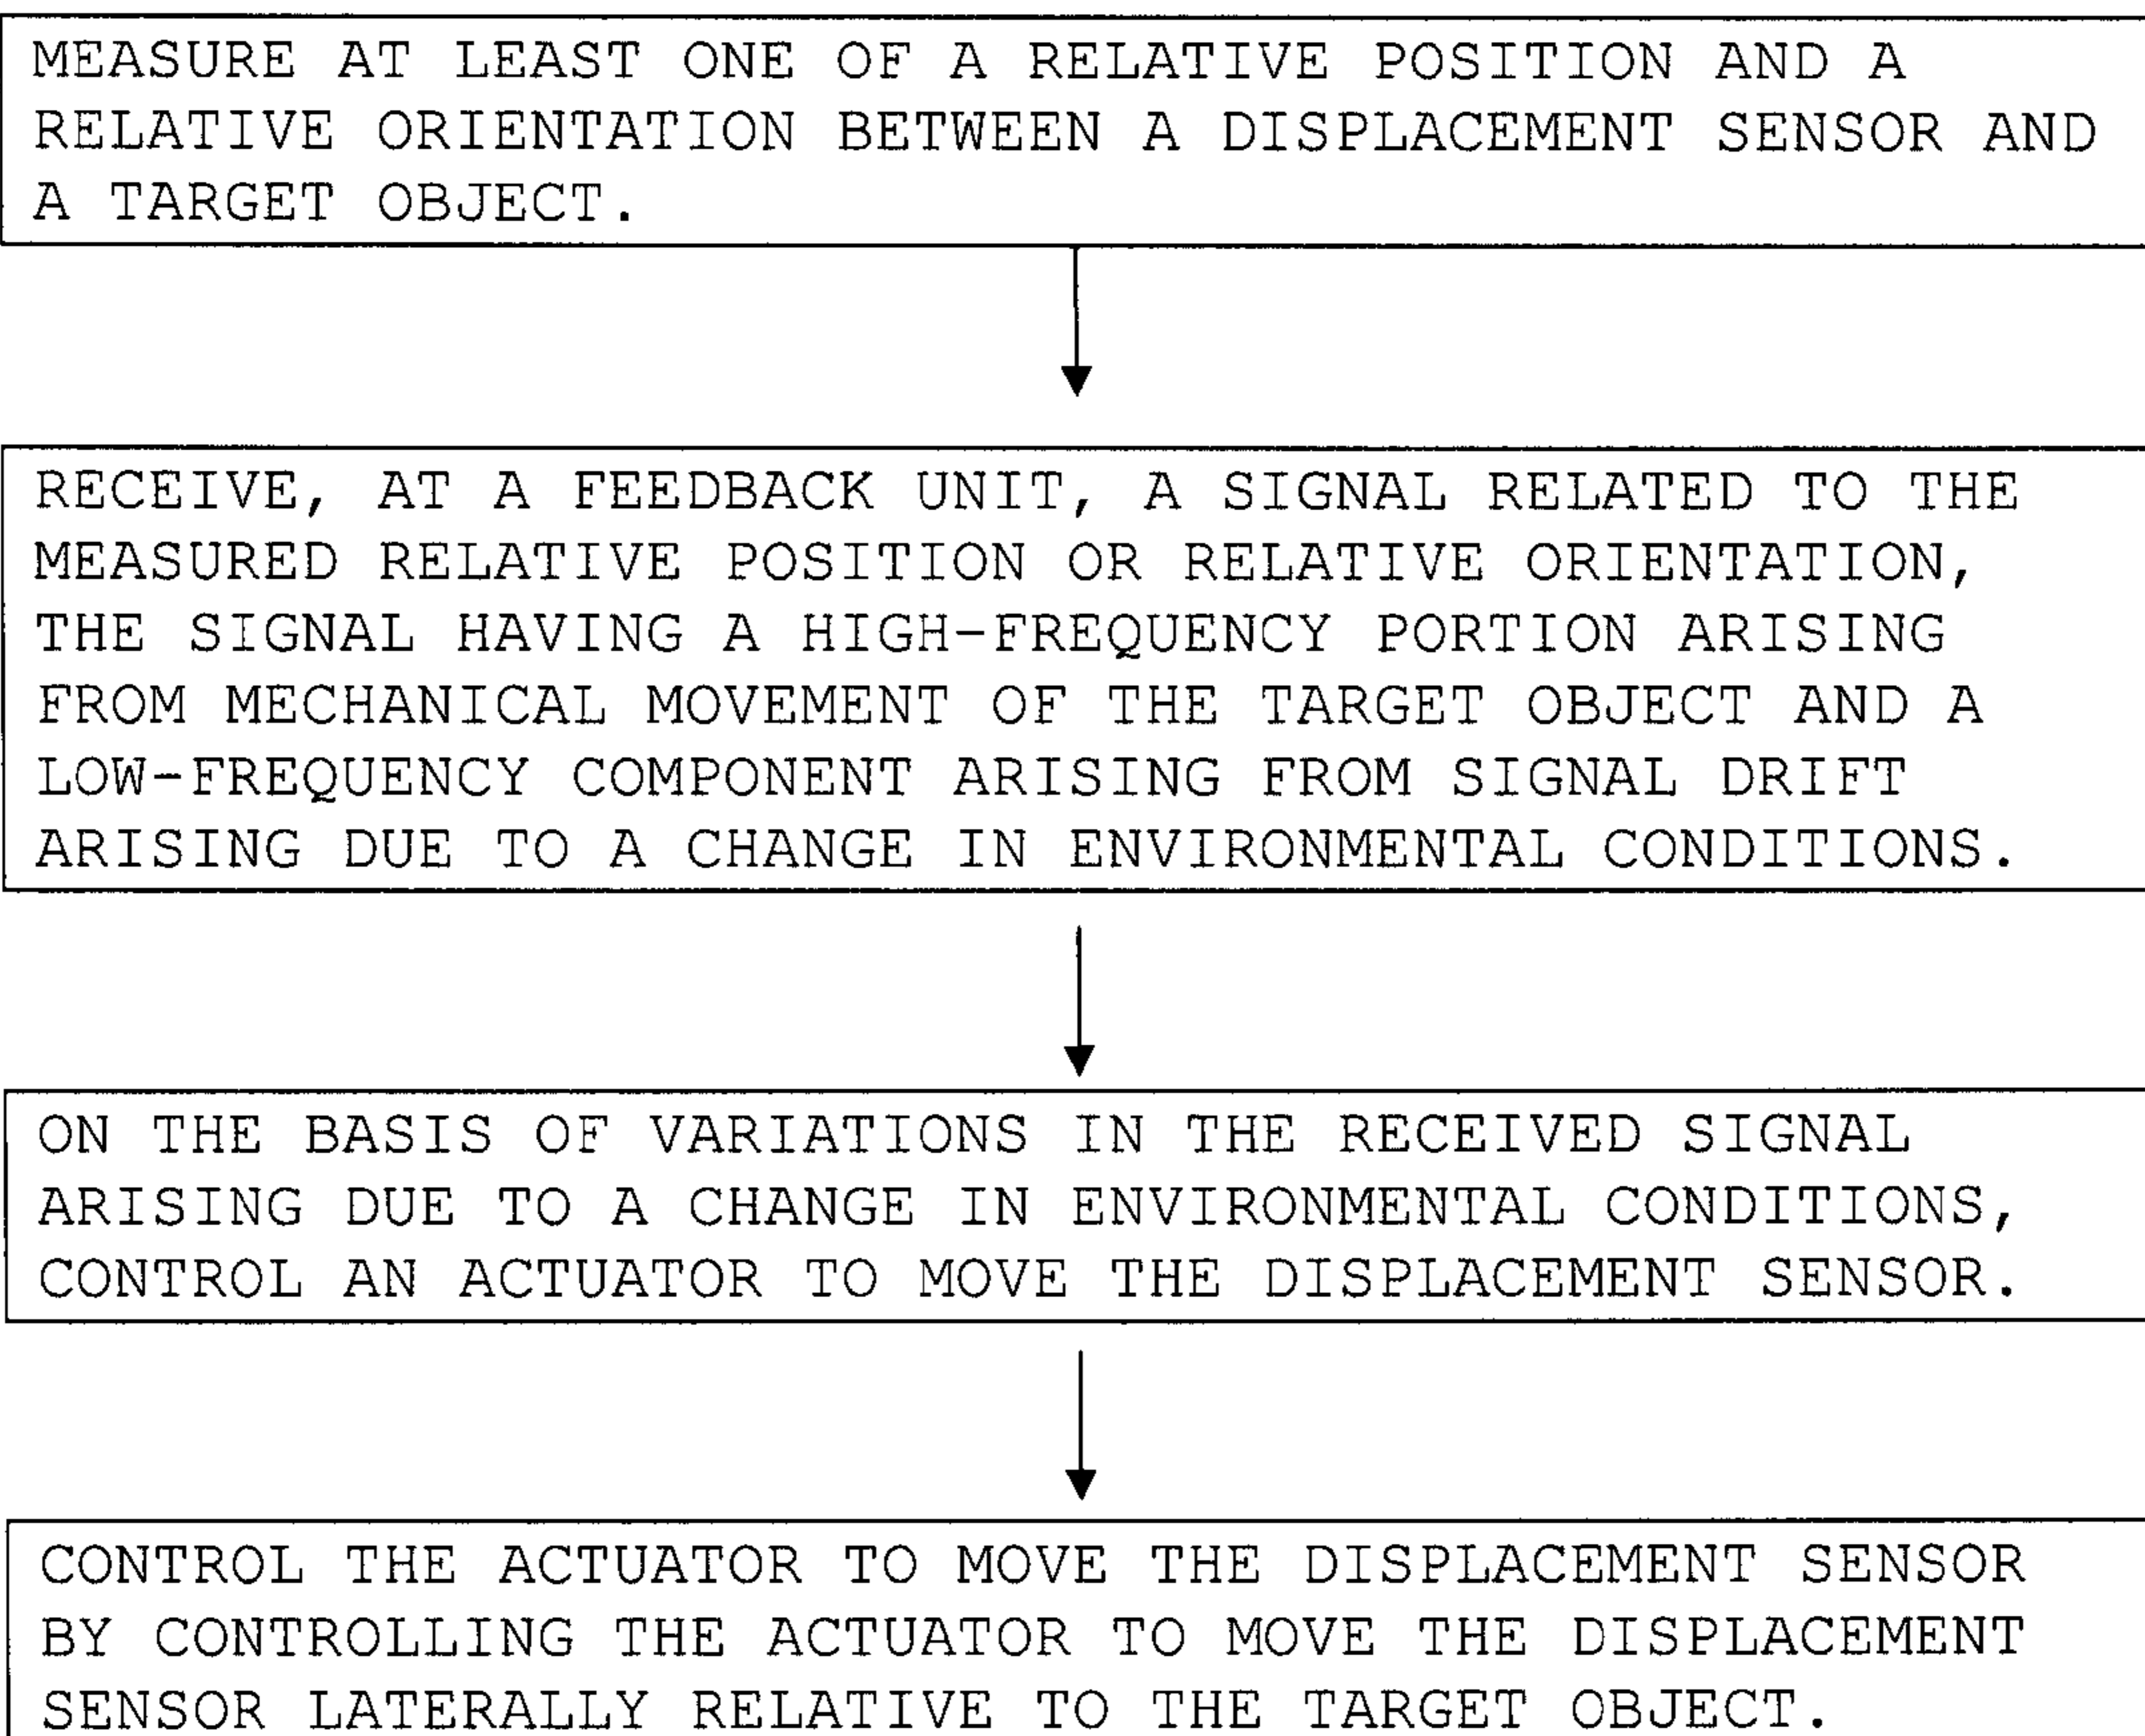 MEASURE AT LEAST ONE OF A RELATIVE POSITION AND A
RELATIVE ORIENTATION BETWEEN A DISPLACEMENT SENSOR AND
A TARGET OBJECT.
RECEIVE, AT A FEEDBACK UNIT, A SIGNAL RELATED TO THE
MEASURED RELATIVE POSITION OR RELATIVE ORIENTATION,
THE SIGNAL HAVING A HIGH-FREQUENCY PORTION ARISING
FROM MECHANICAL MOVEMENT OF THE TARGET OBJECT AND A
LOW-FREQUENCY COMPONENT ARISING FROM SIGNAL DRIFT
ARISING DUE TO A CHANGE IN ENVIRONMENTAL CONDITIONS.
ON THE BASIS OF VARIATIONS IN THE RECEIVED SIGNAL
ARISING DUE TO A CHANGE IN ENVIRONMENTAL CONDITIONS,
CONTROL AN ACTUATOR TO MOVE THE DISPLACEMENT SENSOR.
CONTROL THE ACTUATOR TO MOVE THE DISPLACEMENT SENSOR
BY CONTROLLING THE ACTUATOR TO MOVE THE DISPLACEMENT
SENSOR LATERALLY RELATIVE TO THE TARGET OBJECT.